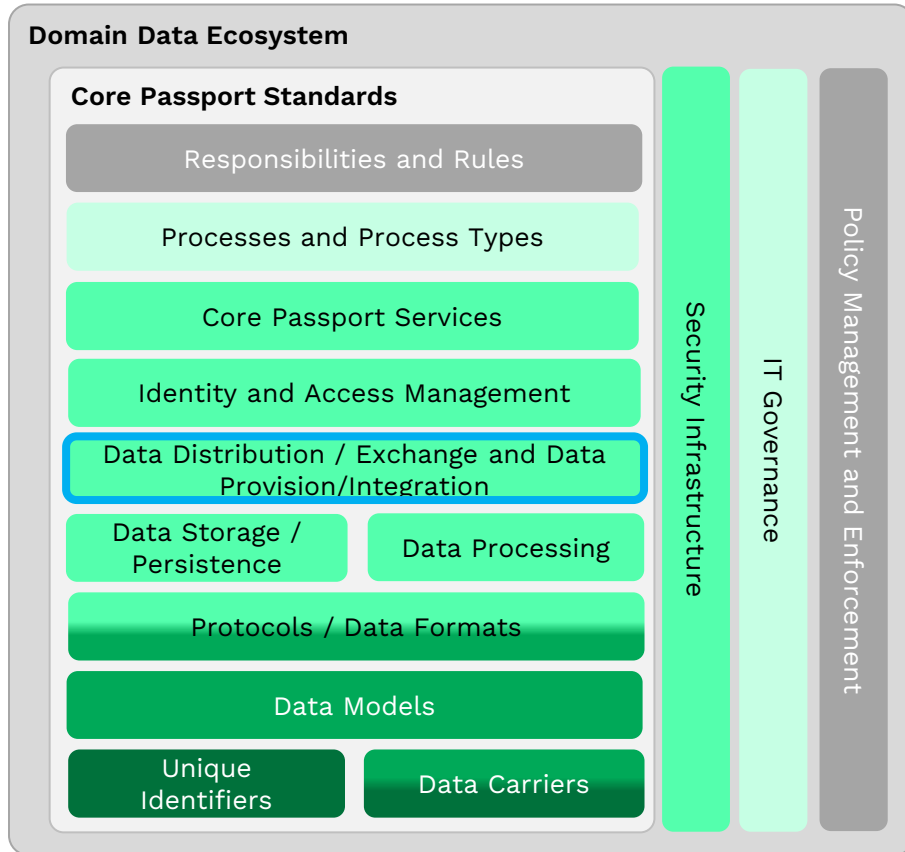 Domain Data Ecosystem
Core Passport Standards
Responsibilities and Rules
Processes and Process Types
Core Passport Services
Identity and Access Management
Data Distribution / Exchange and Data
Provision/Integration
Data Storage /
Persistence
Data Processing
Protocols / Data Formats
Data Models
Unique
Identifiers
Data Carriers
Security Infrastructure
IT Governance
Policy Management and Enforcement